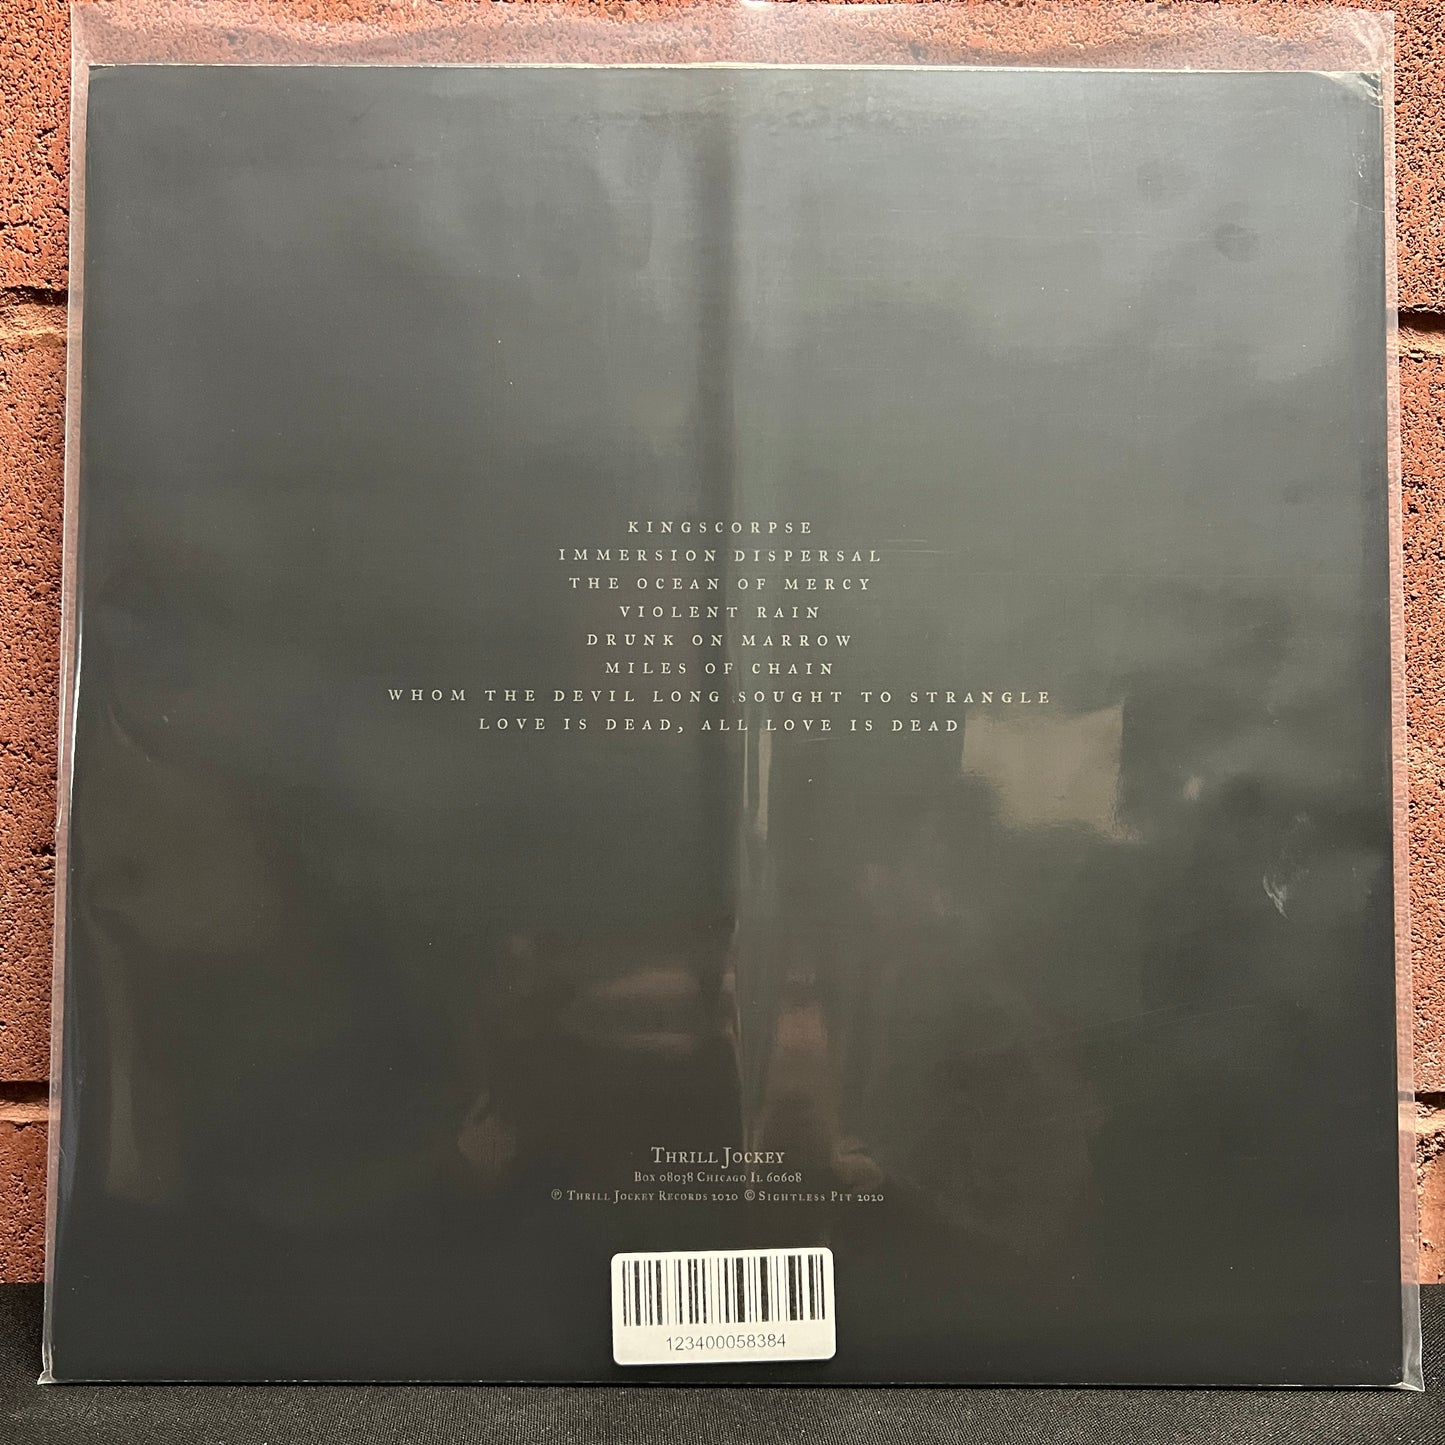 KINGSCORPSE
IMMERSION DISPERSAL
THE OCEAN OF MERCY
VIOLENT RAIN
DRUNK ON MARROW
MILES OF CHAIN
WHOM THE DEVIL LONG SOUGHT TO STRANGLE
LOVE IS DEAD, ALL LOVE IS DEAD
THRILL JOCKEY
BOX 08038 CHICAGO IL 60608
℗ THRILL JOCKEY RECORDS 2020 © SIGHTLESS PIT 2020
123400058384